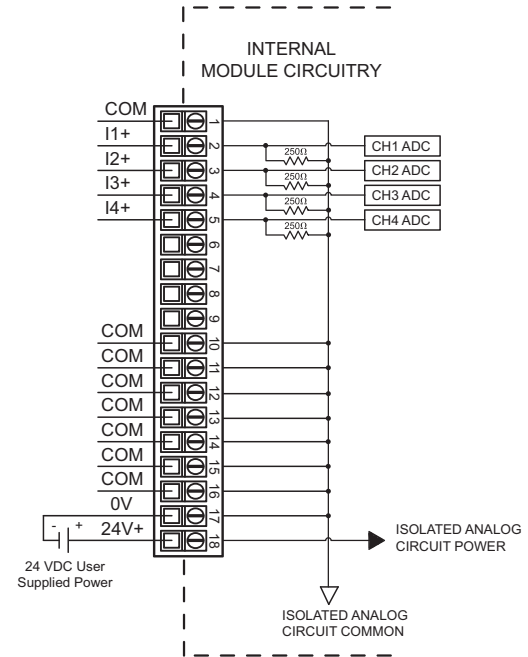 INTERNAL
MODULE CIRCUITRY
COM
I1+
I2+
I3+
I4+
1
2
3
4
5
6
7
8
9
10
11
12
13
14
15
16
17
18
250Ω
250Ω
250Ω
250Ω
CH1 ADC
CH2 ADC
CH3 ADC
CH4 ADC
COM
COM
COM
COM
COM
COM
COM
0V
24V+
- +
24 VDC User
Supplied Power
ISOLATED ANALOG
CIRCUIT POWER
ISOLATED ANALOG
CIRCUIT COMMON